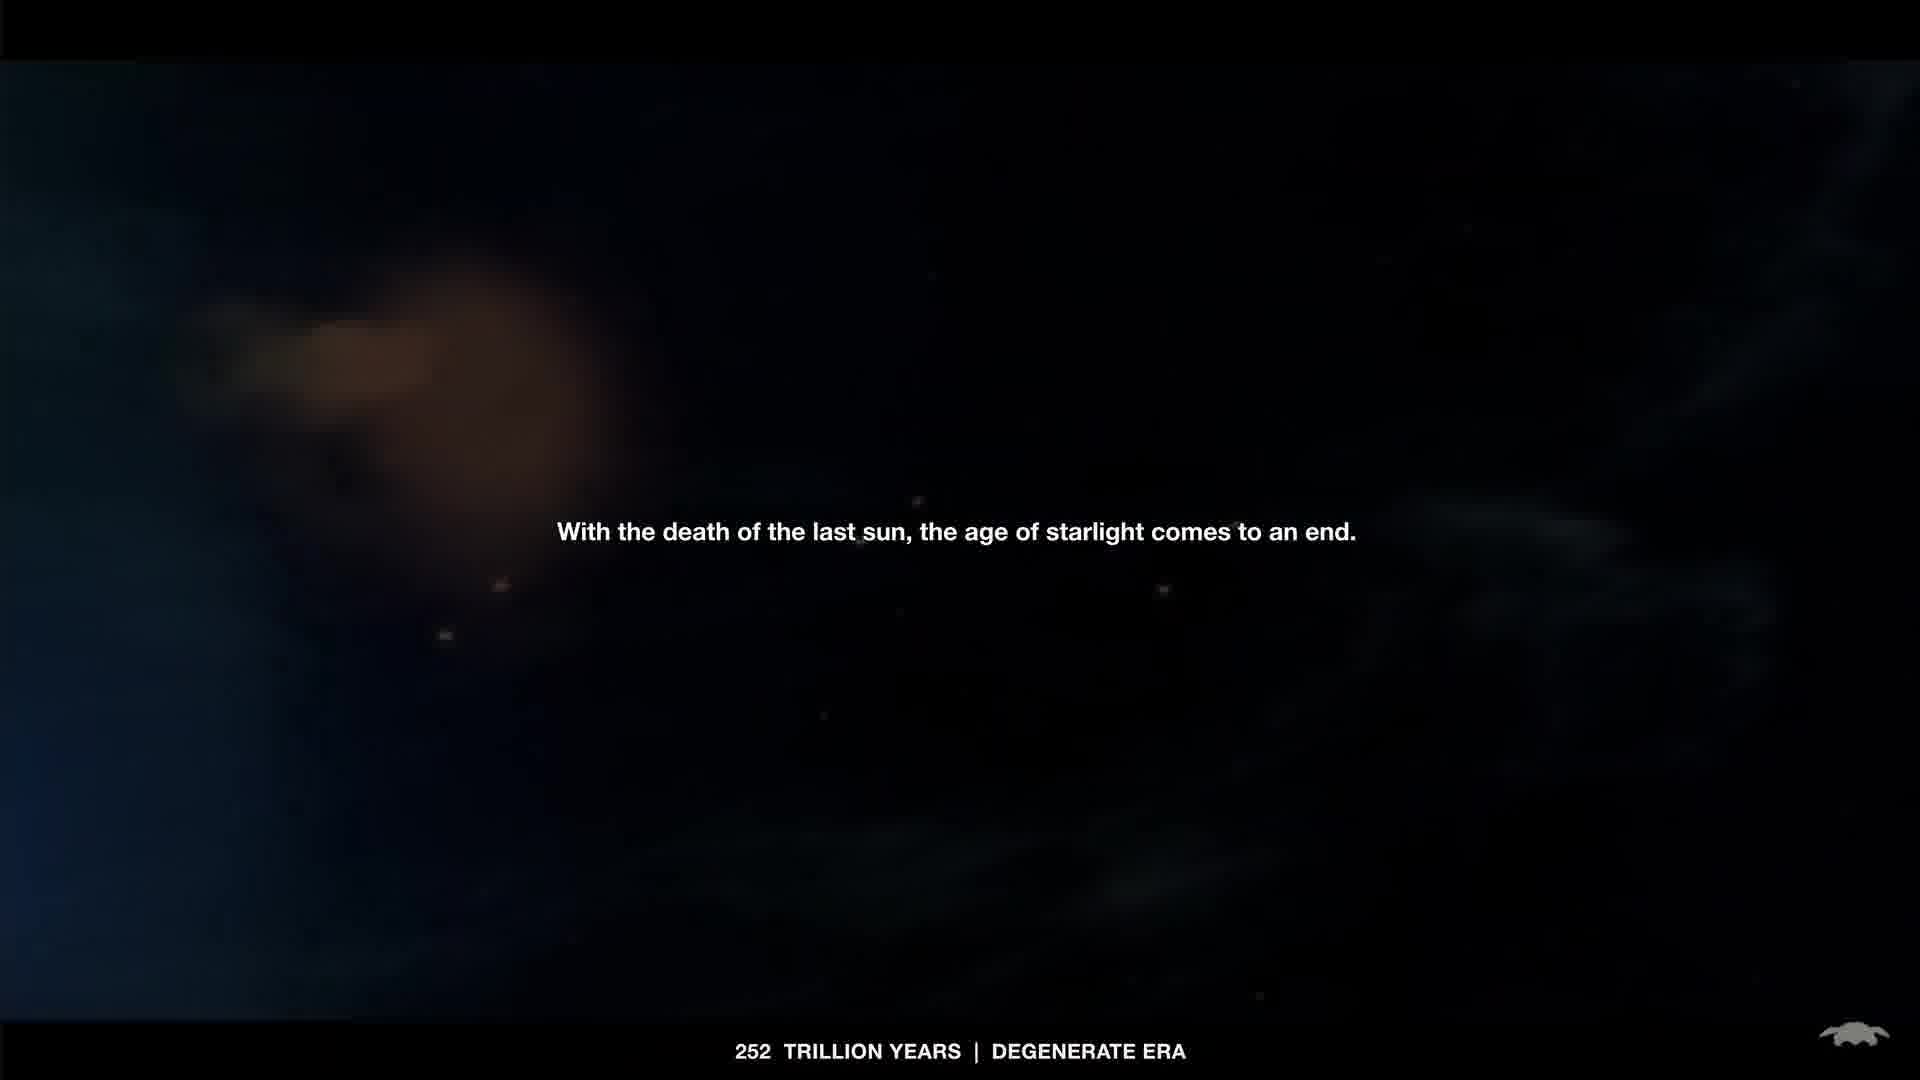 With the death of the last sun, the age of starlight comes to an end.
252 TRILLION YEARS | DEGENERATE ERA